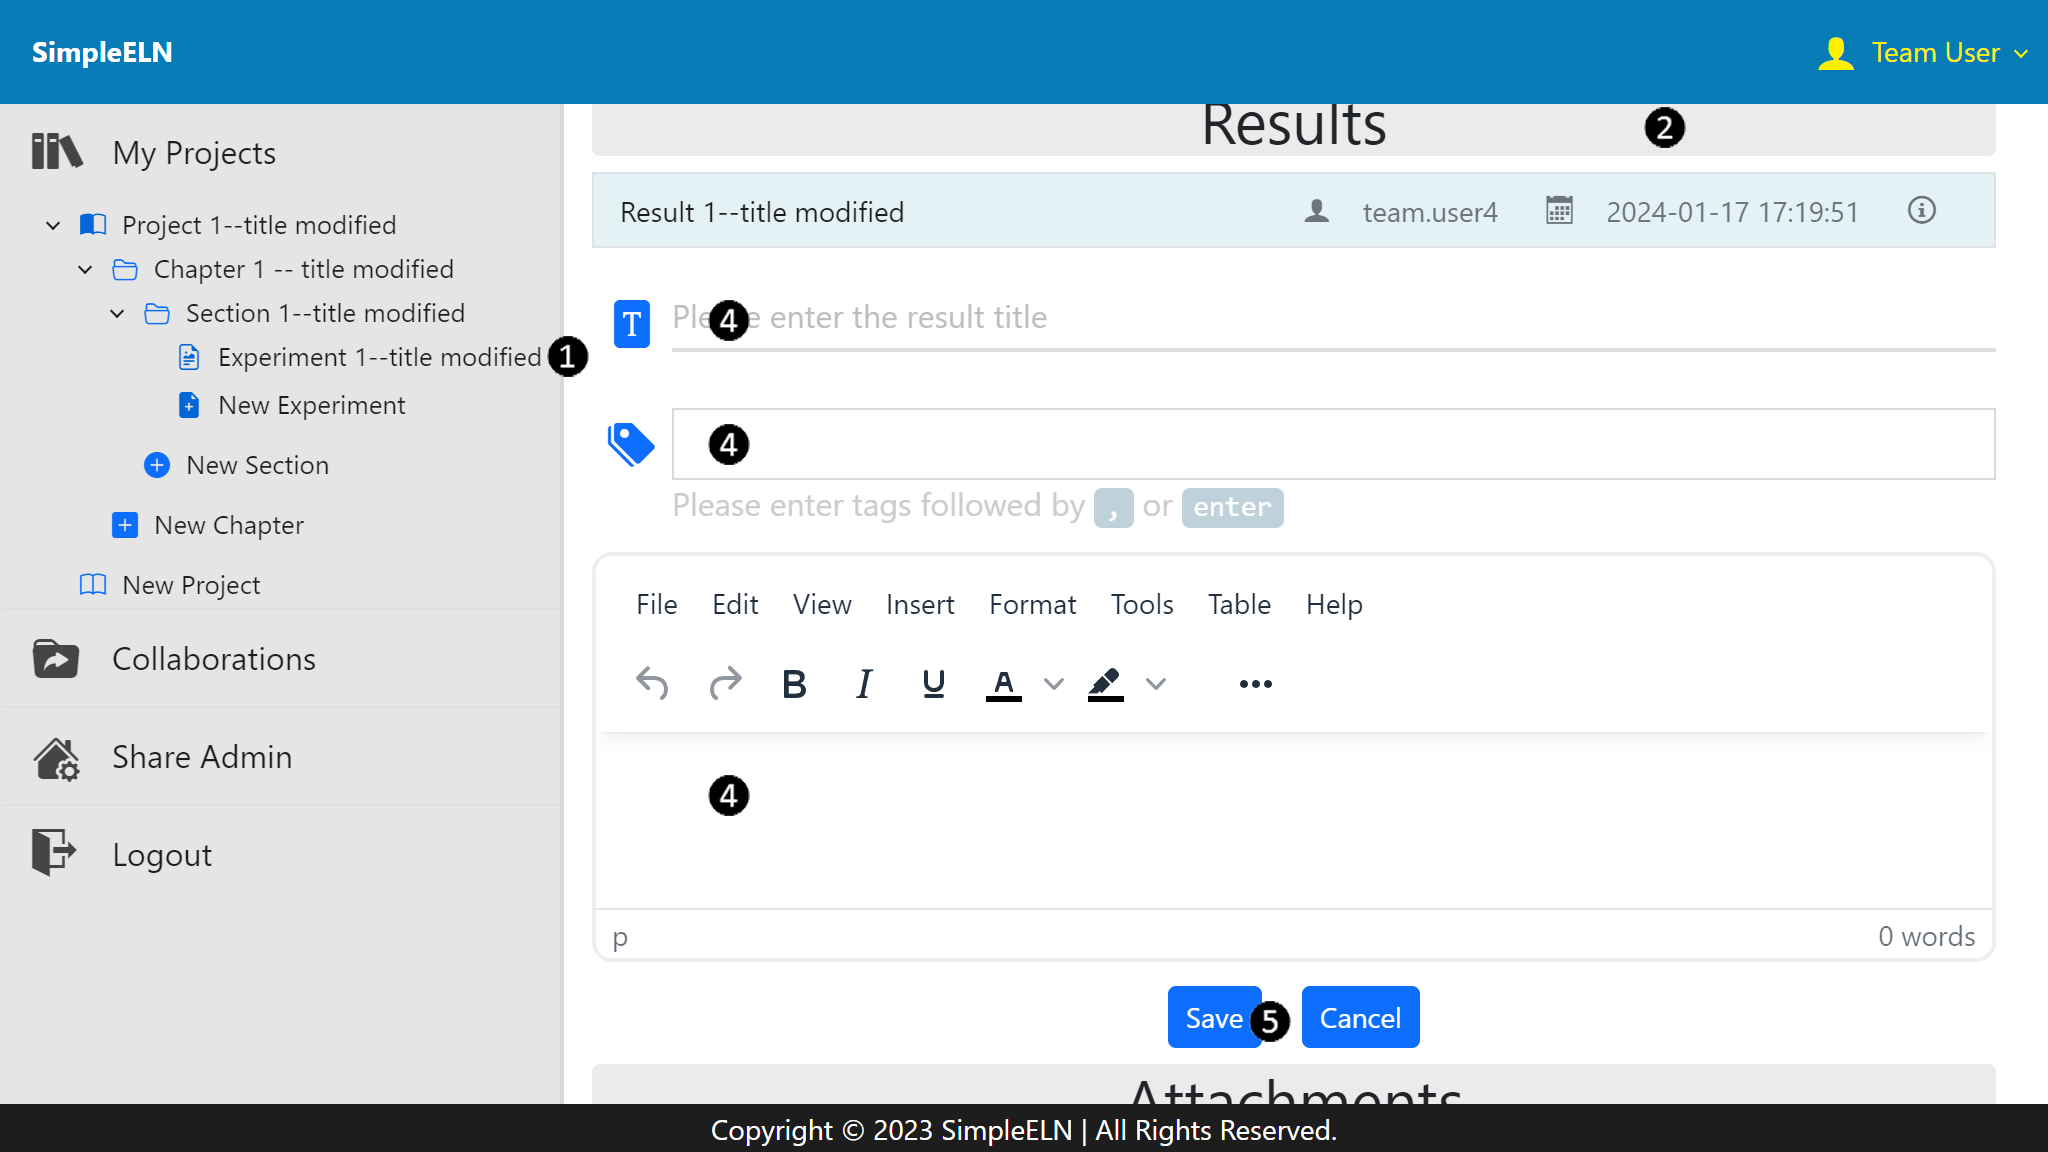 SimpleELN
Team User
My Projects
Project 1--title modified
Chapter 1 -- title modified
Section 1--title modified
Experiment 1--title modified 1
New Experiment
New Section
New Chapter
New Project
Collaborations
Share Admin
Logout
Results 2
Result 1--title modified team.user4 2024-01-17 17:19:51
T Please enter the result title 4
4
Please enter tags followed by , or enter
File Edit View Insert Format Tools Table Help
B I U A
4
p 0 words
Save 5 Cancel
Attachments
Copyright © 2023 SimpleELN | All Rights Reserved.